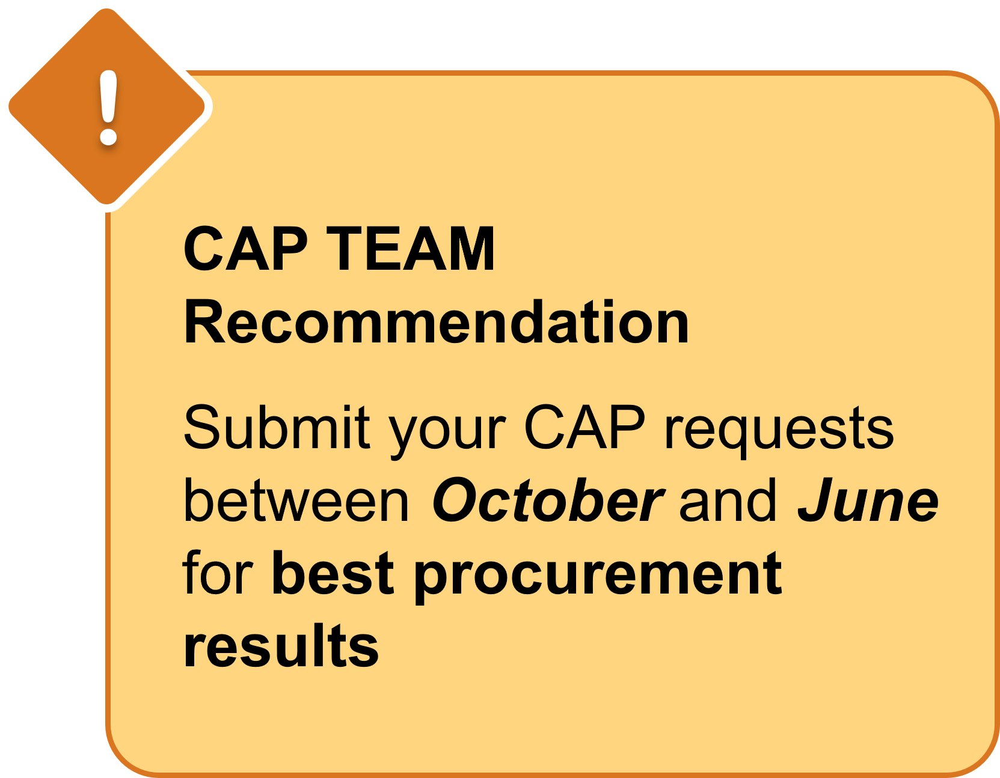 !
CAP TEAM
Recommendation
Submit your CAP requests
between October and June
for best procurement
results